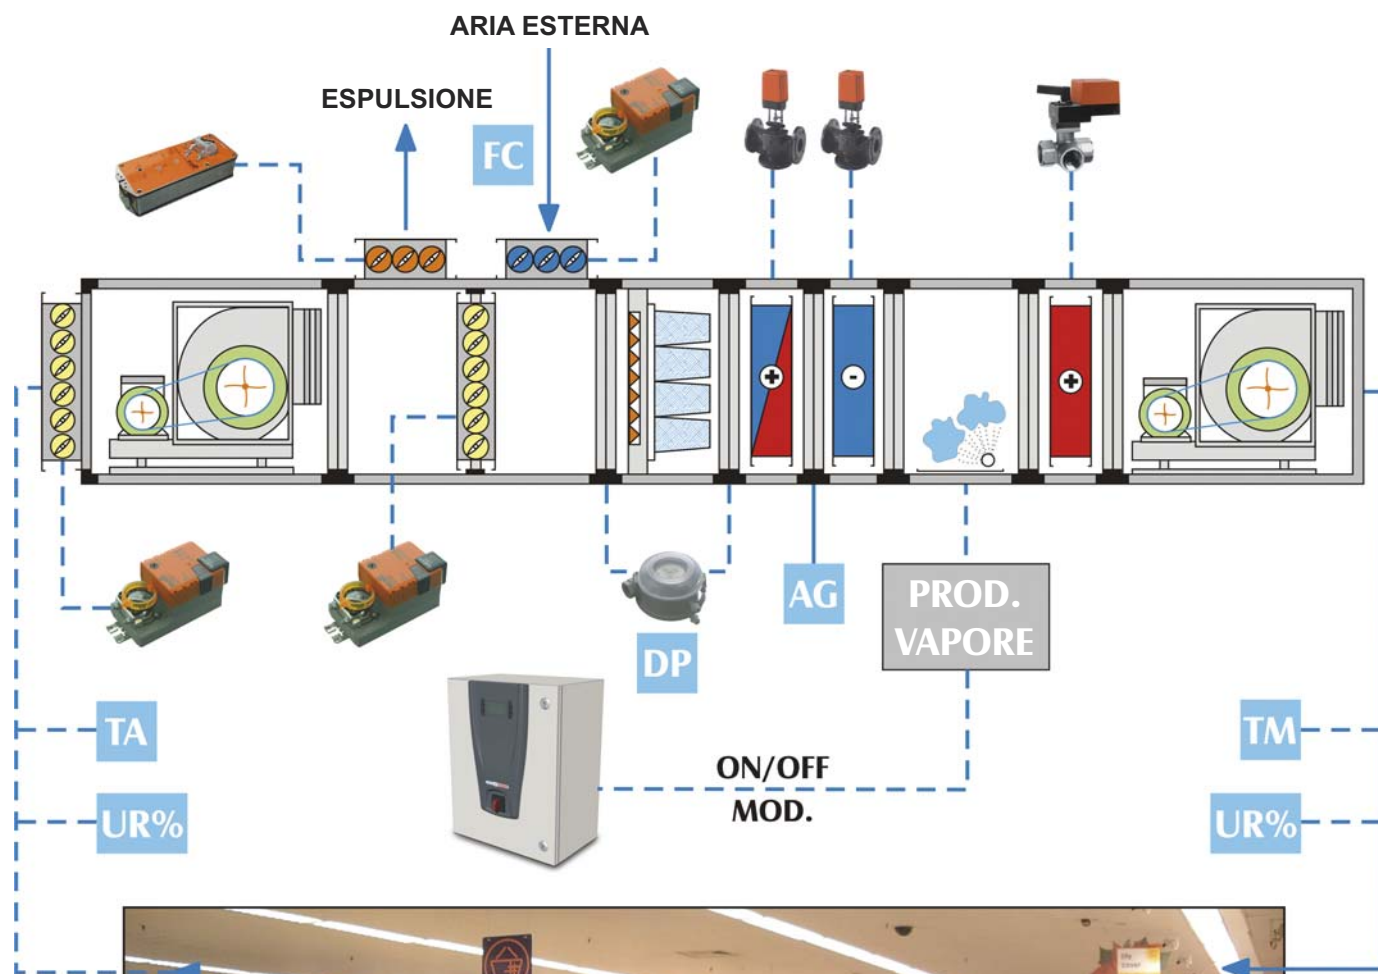 ARIA ESTERNA
ESPULSIONE
FC
AG
PROD.
VAPORE
DP
TA
TM
ON/OFF
MOD.
UR%
UR%